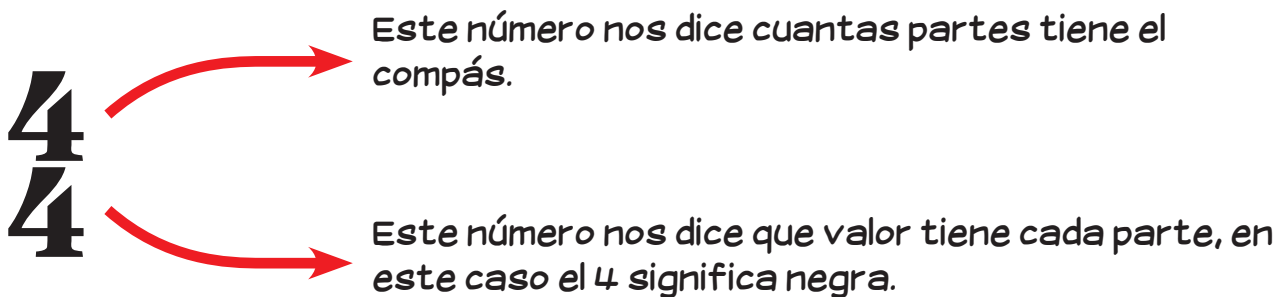 Este número nos dice cuantas partes tiene el
compás.
4
4
Este número nos dice que valor tiene cada parte, en
este caso el 4 significa negra.